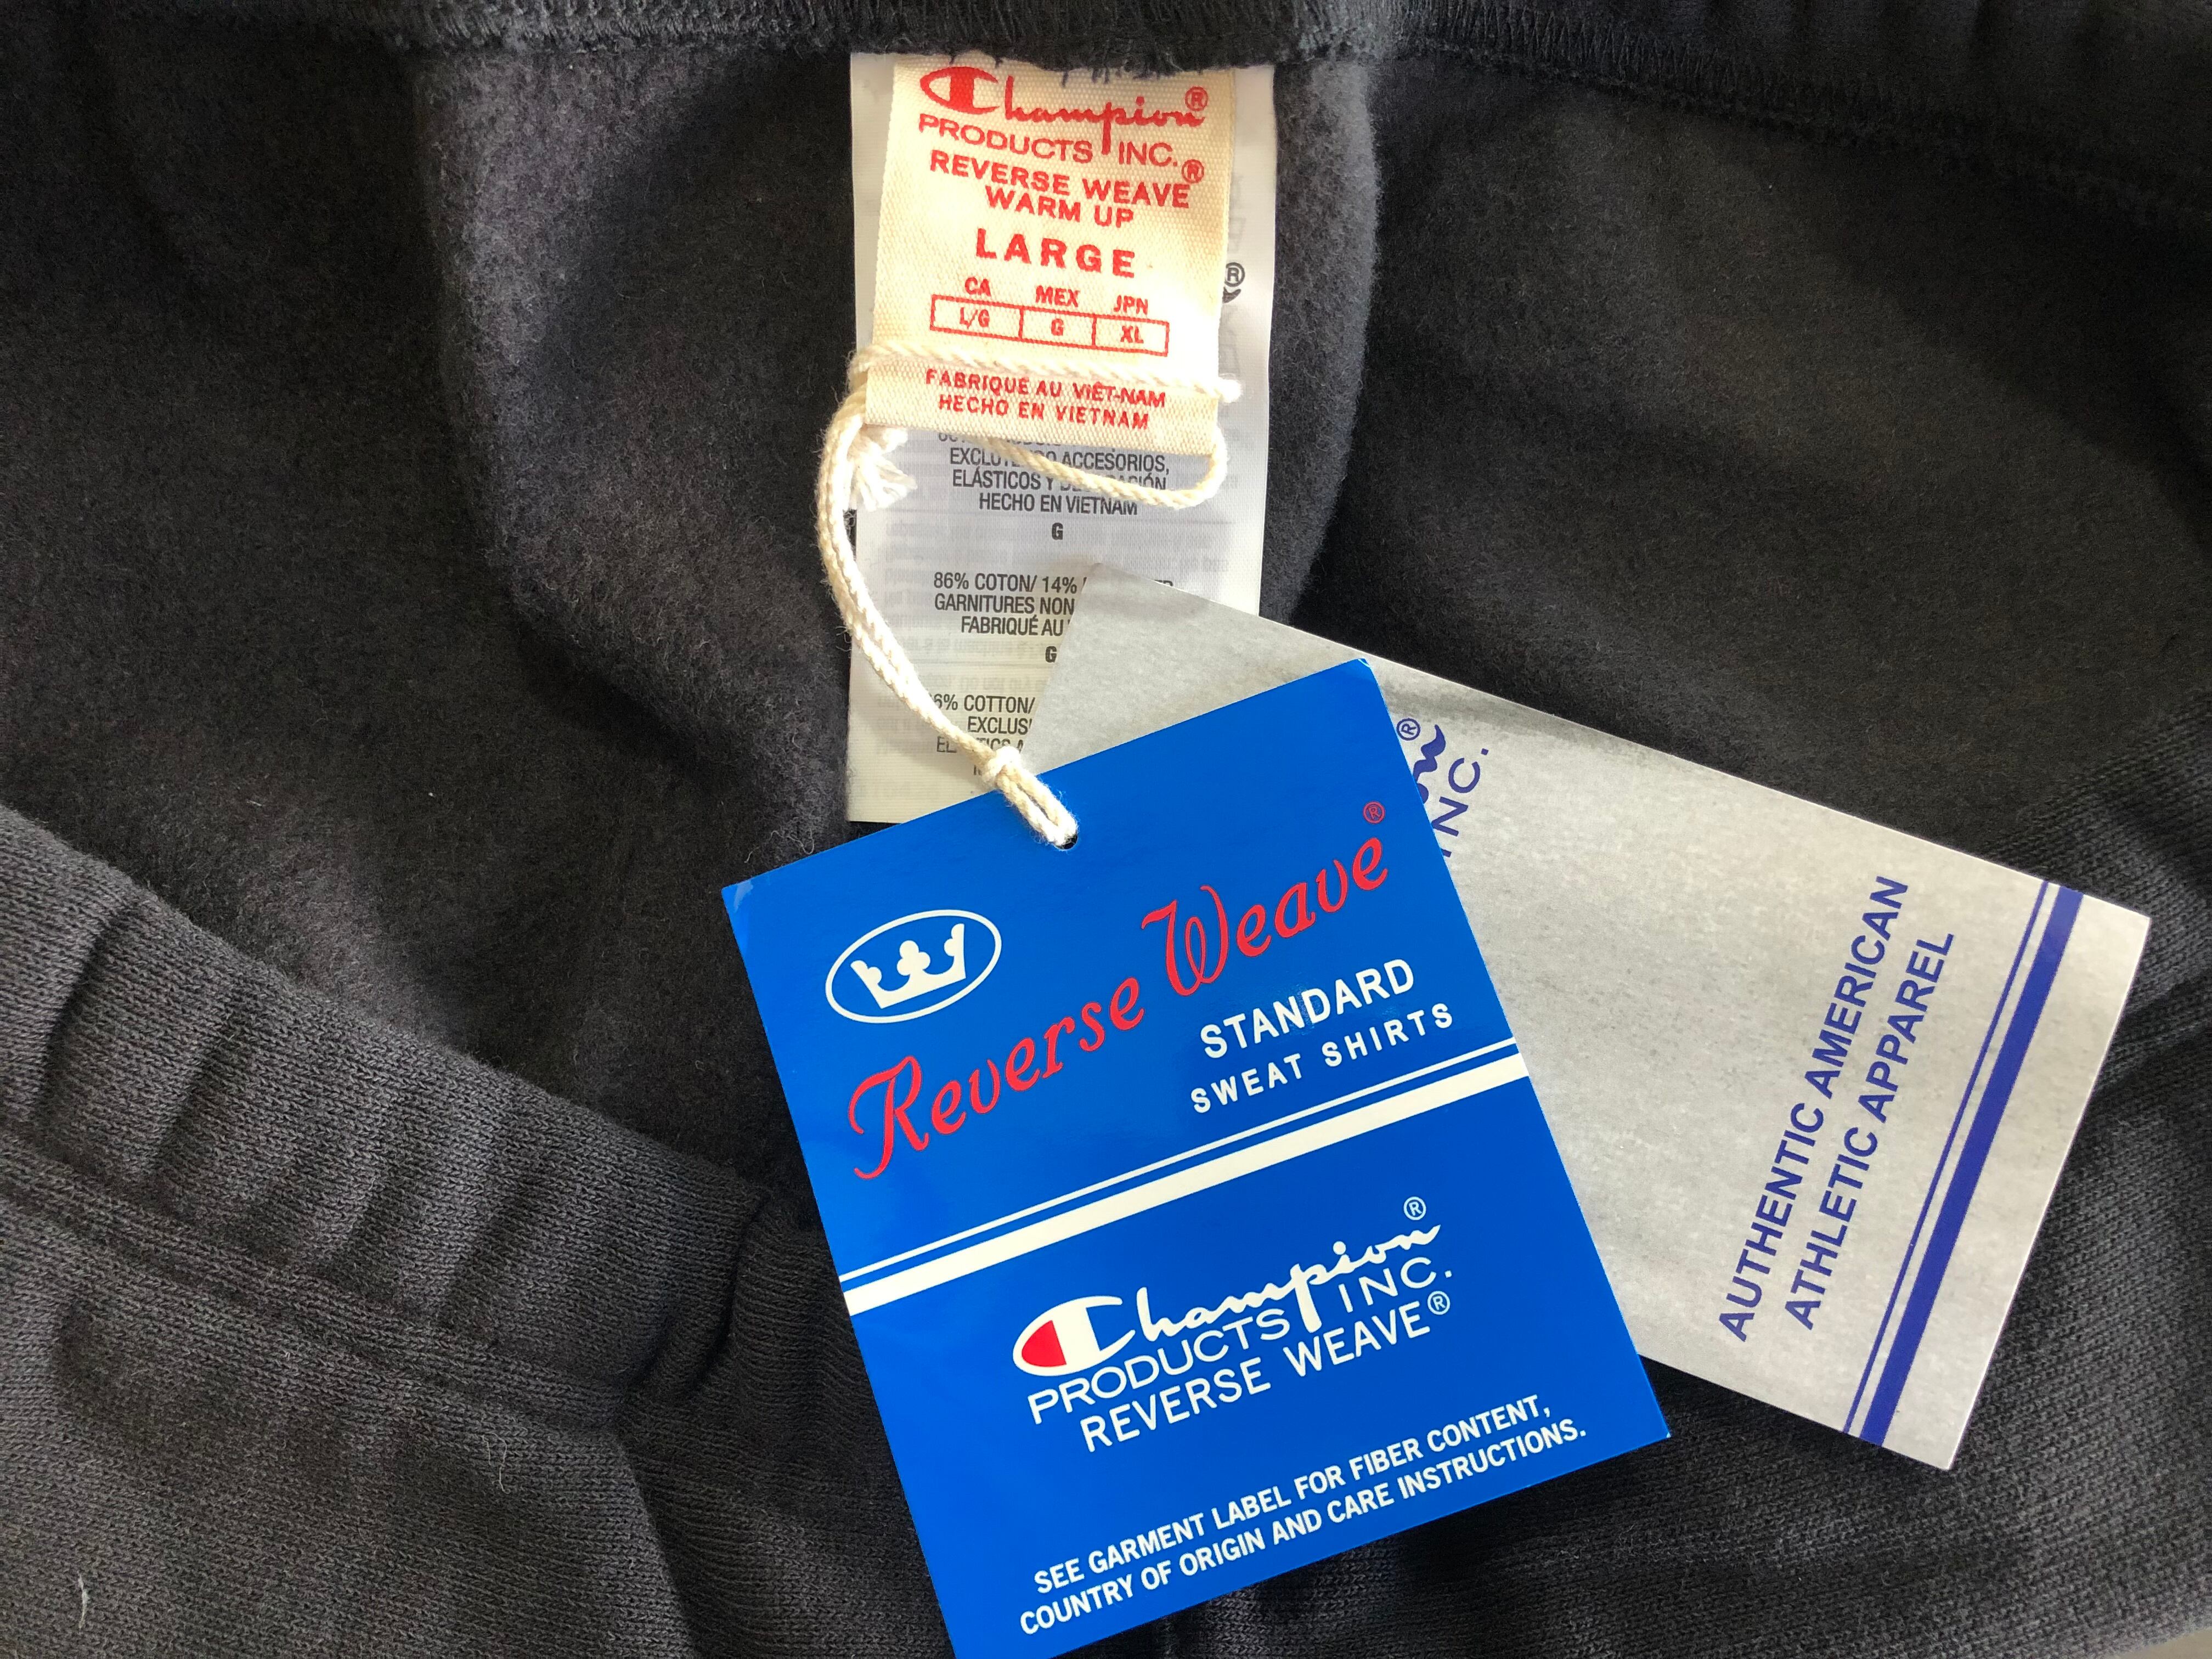 Champion®
PRODUCTS INC.
REVERSE WEAVE®
WARM UP
LARGE
CA MEX JPN
L/G G XL
FABRIQUÉ AU VIÊT-NAM
HECHO EN VIETNAM
EXCLUYENDO ACCESORIOS,
ELÁSTICOS Y
HECHO EN VIETNAM
G
86% COTON/ 14%
GARNITURES NON
FABRIQUÉ AU
G
6% COTTON/
®
INC.
AUTHENTIC AMERICAN
ATHLETIC APPAREL
Reverse Weave®
STANDARD
SWEAT SHIRTS
Champion®
PRODUCTS INC.
REVERSE WEAVE®
SEE GARMENT LABEL FOR FIBER CONTENT,
COUNTRY OF ORIGIN AND CARE INSTRUCTIONS.